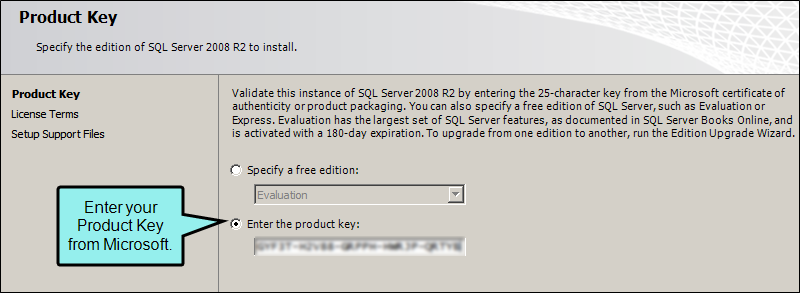 Product Key
Specify the edition of SQL Server 2008 R2 to install.
Product Key
License Terms
Setup Support Files
Validate this instance of SQL Server 2008 R2 by entering the 25-character key from the Microsoft certificate of
authenticity or product packaging. You can also specify a free edition of SQL Server, such as Evaluation or
Express. Evaluation has the largest set of SQL Server features, as documented in SQL Server Books Online, and
is activated with a 180-day expiration. To upgrade from one edition to another, run the Edition Upgrade Wizard.
Specify a free edition:
Evaluation
Enter the product key:
Enter your
Product Key
from Microsoft.